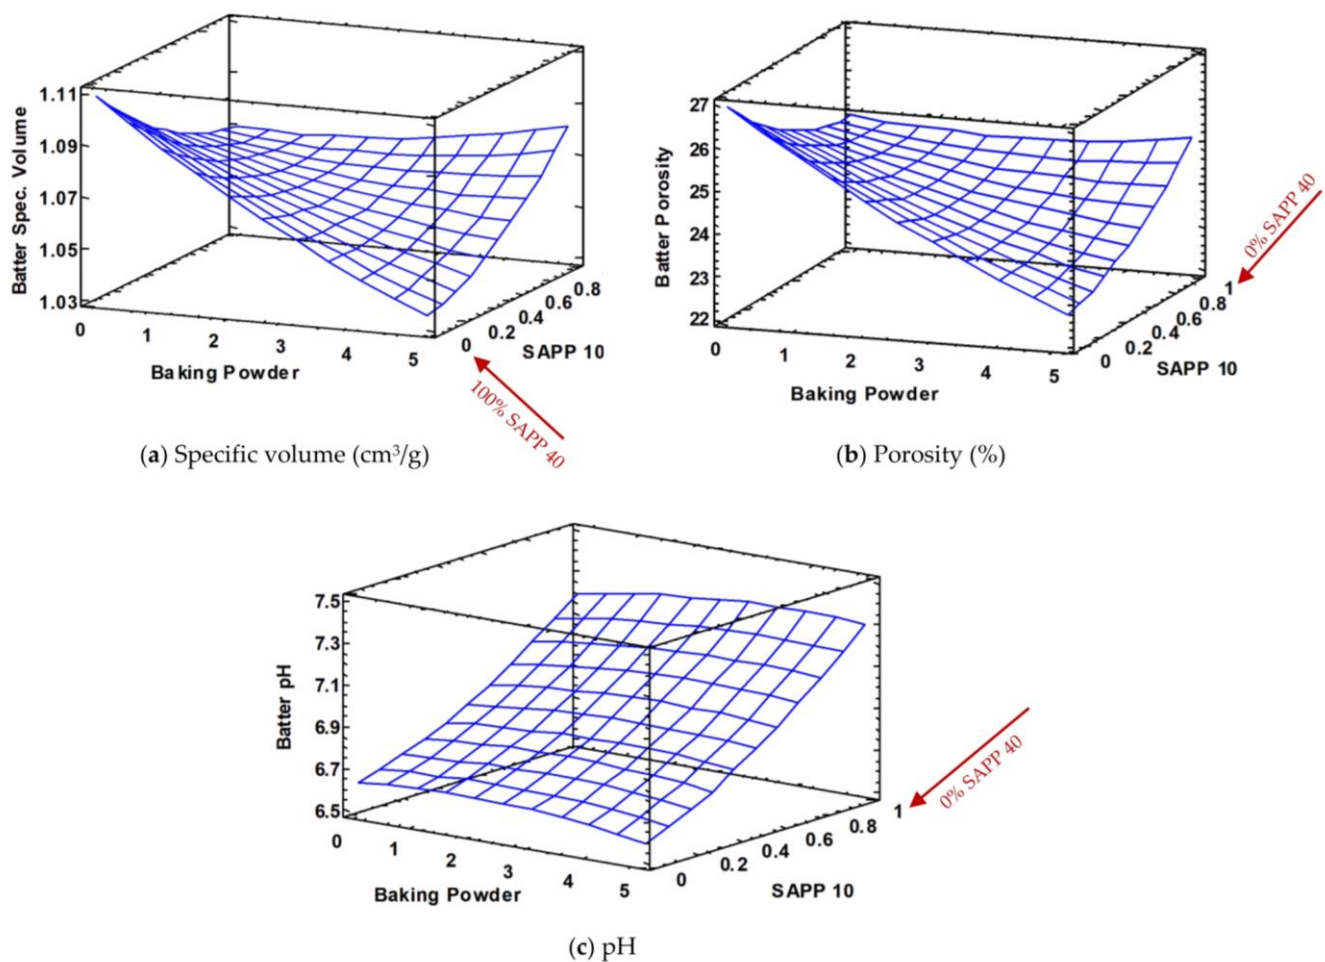 1.11
1.09
1.07
1.05
1.03
Batter Spec. Volume
0 1 2 3 4 5
Baking Powder
0 0.2 0.4 0.6 0.8
SAPP 10
100% SAPP 40
(a) Specific volume (cm³/g)
27
26
25
24
23
22
Batter Porosity
0 1 2 3 4 5
Baking Powder
0 0.2 0.4 0.6 0.8 1
SAPP 10
0% SAPP 40
(b) Porosity (%)
7.5
7.3
7.1
6.9
6.7
6.5
Batter pH
0 1 2 3 4 5
Baking Powder
0 0.2 0.4 0.6 0.8 1
SAPP 10
0% SAPP 40
(c) pH